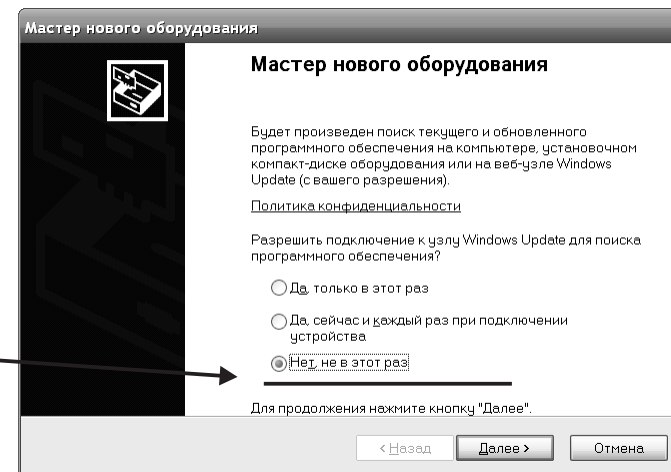 Мастер нового оборудования
Мастер нового оборудования
Будет произведен поиск текущего и обновленного
программного обеспечения на компьютере, установочном
компакт-диске оборудования или на веб-узле Windows
Update (с вашего разрешения).
Политика конфиденциальности
Разрешить подключение к узлу Windows Update для поиска
программного обеспечения?
Да, только в этот раз
Да, сейчас и каждый раз при подключении
устройства
Нет, не в этот раз
Для продолжения нажмите кнопку "Далее".
< Назад Далее > Отмена